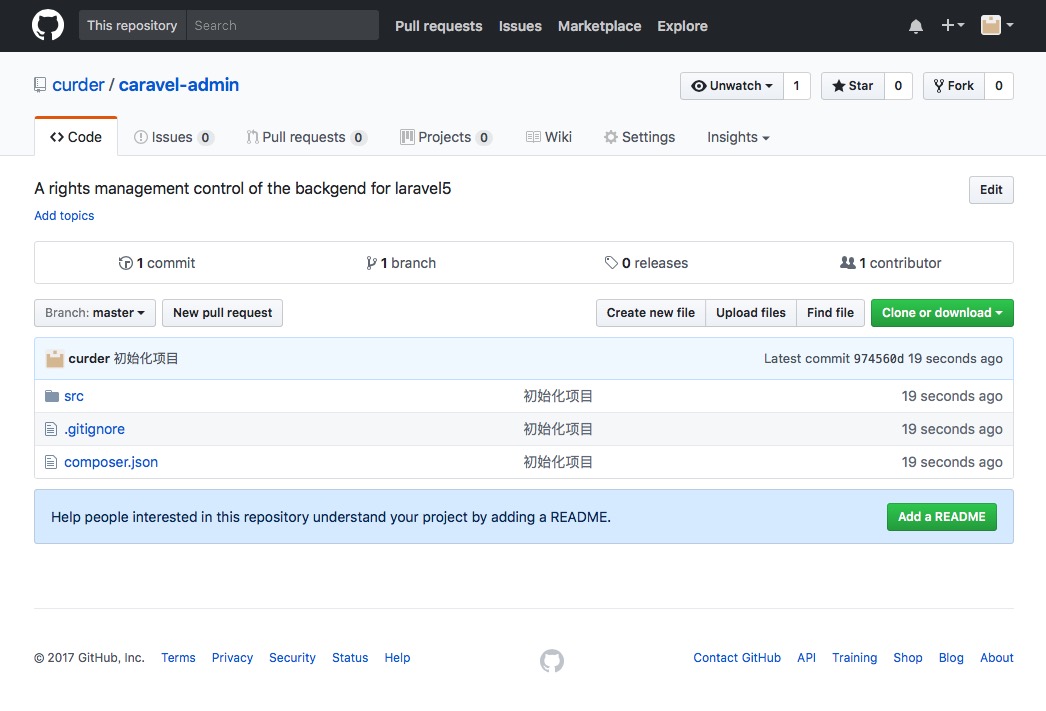 This repository Search Pull requests Issues Marketplace Explore
curder / caravel-admin Unwatch 1 Star 0 Fork 0
Code Issues 0 Pull requests 0 Projects 0 Wiki Settings Insights
A rights management control of the backgend for laravel5 Edit
Add topics
1 commit 1 branch 0 releases 1 contributor
Branch: master New pull request Create new file Upload files Find file Clone or download
curder 初始化项目 Latest commit 974560d 19 seconds ago
src 初始化项目 19 seconds ago
.gitignore 初始化项目 19 seconds ago
composer.json 初始化项目 19 seconds ago
Help people interested in this repository understand your project by adding a README. Add a README
© 2017 GitHub, Inc. Terms Privacy Security Status Help Contact GitHub API Training Shop Blog About